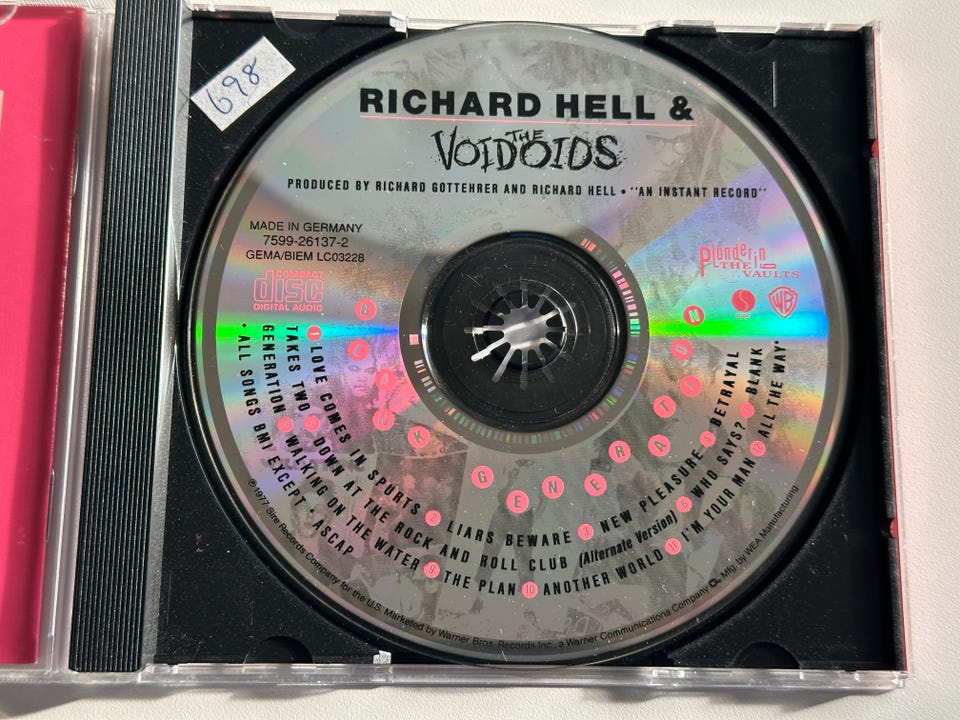 698
RICHARD HELL &
THE
VOIDOIDS
PRODUCED BY RICHARD GOTTEHRER AND RICHARD HELL • "AN INSTANT RECORD"
MADE IN GERMANY
7599-26137-2
GEMA/BIEM LC03228
COMPACT
disc
DIGITAL AUDIO
Plunderin
THE
VAULTS
SIRE
WB
BLANK GENERATION
1 LOVE COMES IN SPURTS 2 LIARS BEWARE 3 NEW PLEASURE 4 BETRAYAL
TAKES TWO 5 DOWN AT THE ROCK AND ROLL CLUB (Alternate Version) 6 WHO SAYS? 7 BLANK
GENERATION 8 WALKING ON THE WATER 9 THE PLAN 10 ANOTHER WORLD 11 I'M YOUR MAN 12 ALL THE WAY*
• ALL SONGS BMI EXCEPT * ASCAP
℗1977 Sire Records Company for the U.S. Marketed by Warner Bros. Records Inc., a Warner Communications Company Mfg. by WEA Manufacturing.